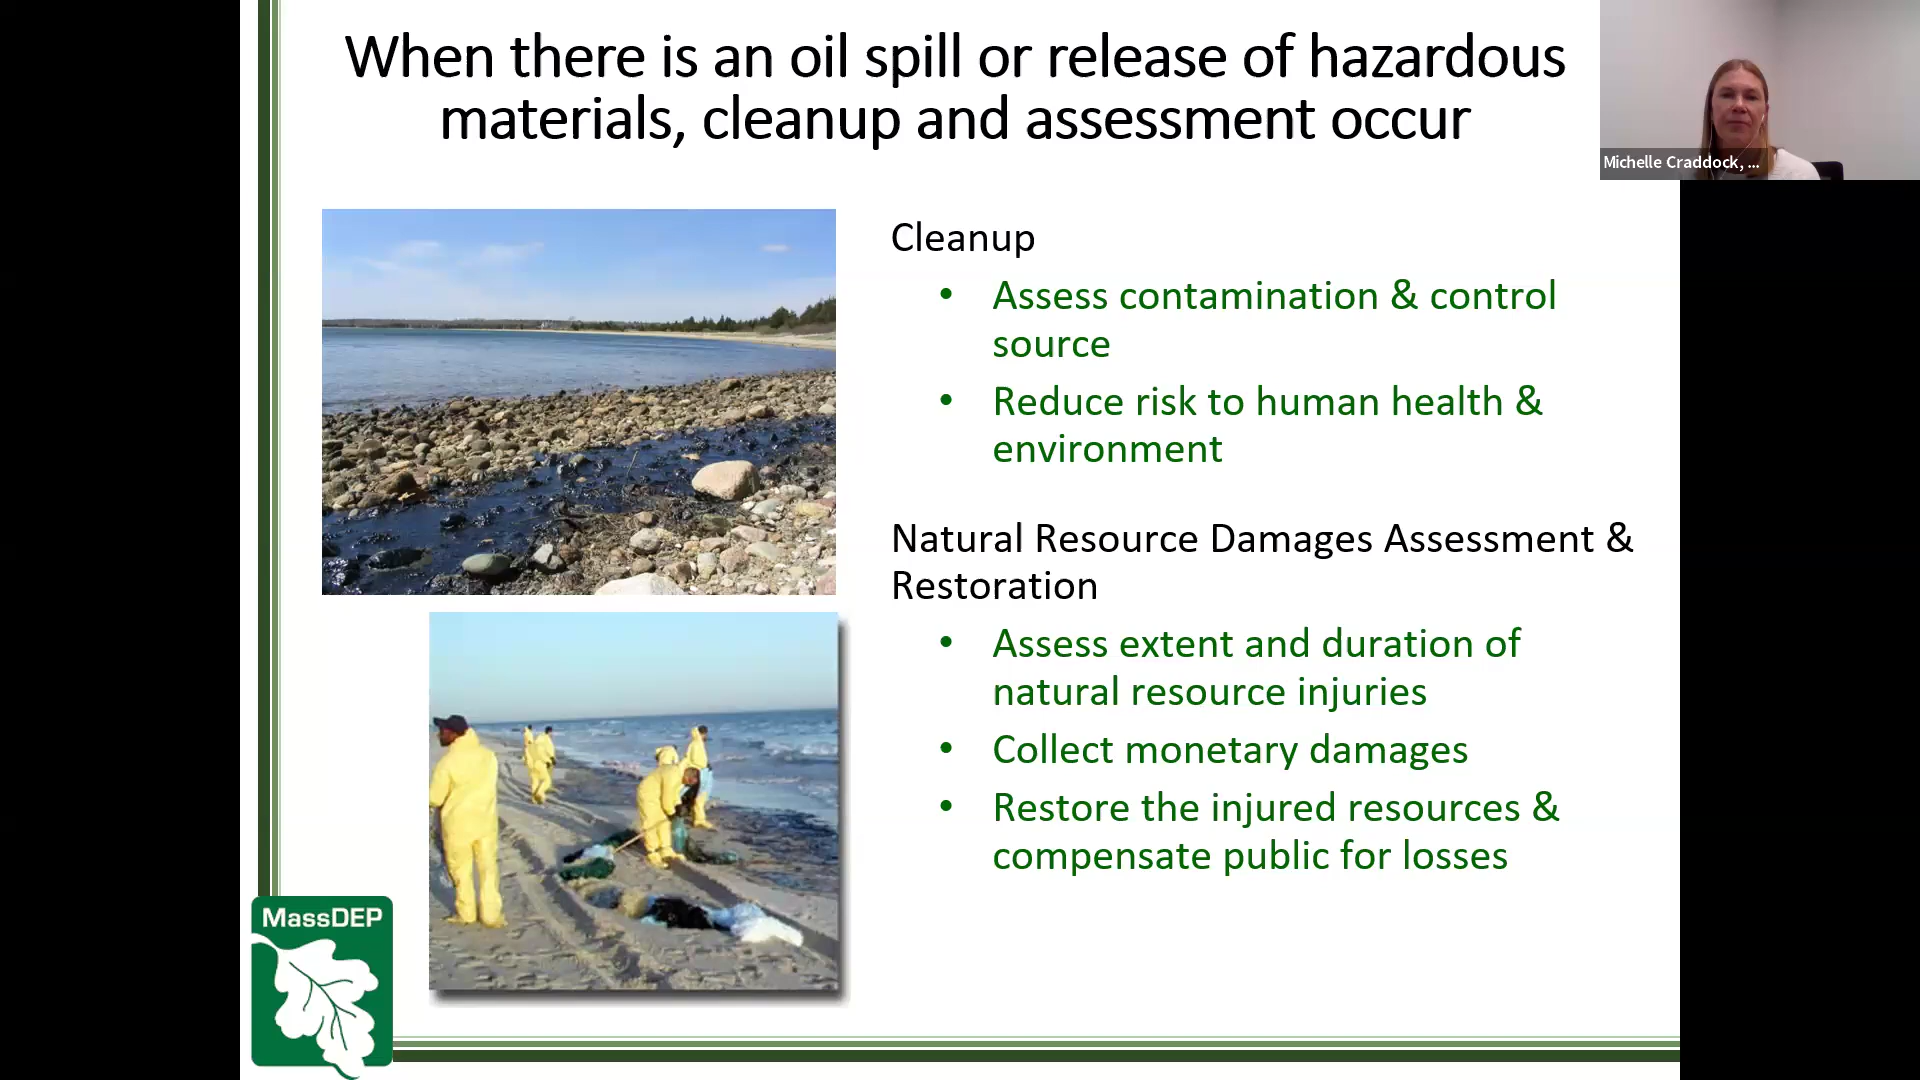 When there is an oil spill or release of hazardous
materials, cleanup and assessment occur
Michelle Craddock, ...
Cleanup
• Assess contamination & control
source
• Reduce risk to human health &
environment
Natural Resource Damages Assessment &
Restoration
• Assess extent and duration of
natural resource injuries
• Collect monetary damages
• Restore the injured resources &
compensate public for losses
MassDEP